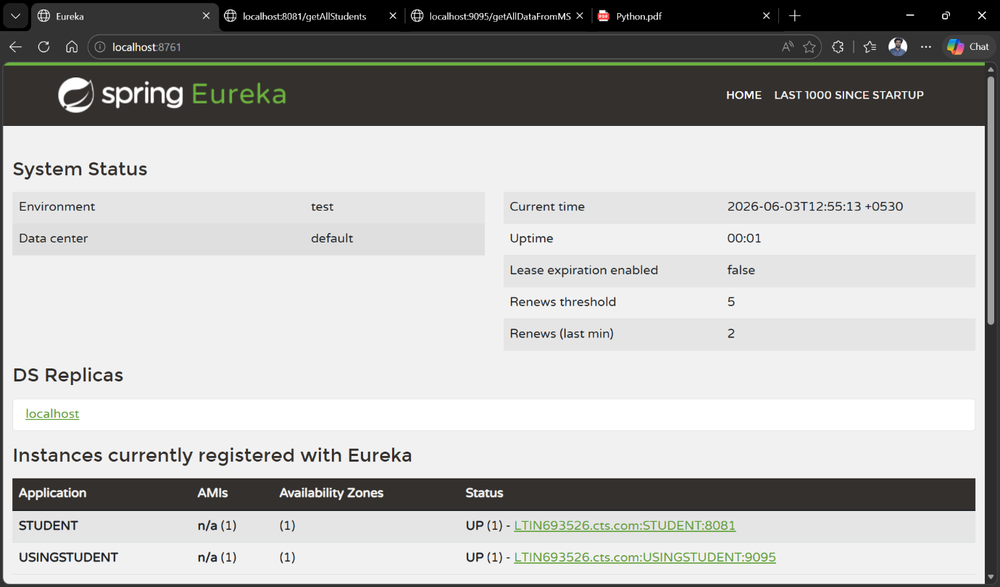 Eureka
localhost:8081/getAllStudents
localhost:9095/getAllDataFromMS
PDF
Python.pdf
localhost:8761
A
Chat
spring Eureka
HOME LAST 1000 SINCE STARTUP
System Status
Environment test
Data center default
Current time 2026-06-03T12:55:13 +0530
Uptime 00:01
Lease expiration enabled false
Renews threshold 5
Renews (last min) 2
DS Replicas
localhost
Instances currently registered with Eureka
Application AMIs Availability Zones Status
STUDENT n/a (1) (1) UP (1) - LTIN693526.cts.com:STUDENT:8081
USINGSTUDENT n/a (1) (1) UP (1) - LTIN693526.cts.com:USINGSTUDENT:9095